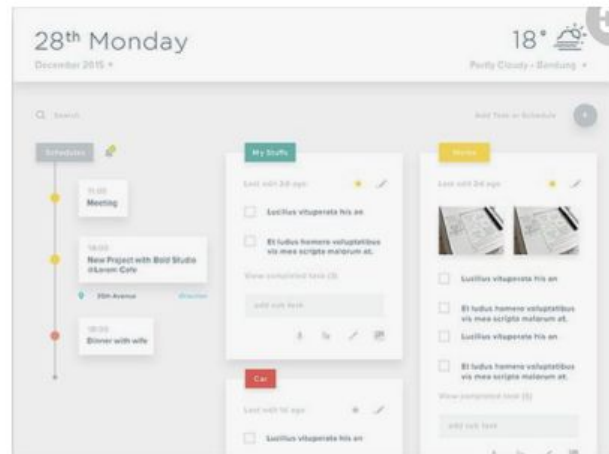 28th Monday
December 2015
18°
Partly Cloudy - Bandung
Search
Add Task or Schedule
+
Schedules
11:00
Meeting
14:00
New Project with Bold Studio
@Lorem Cafe
35th Avenue
direction
18:00
Dinner with wife
My Stuffs
Last edit 2d ago
Lucilius vituperata his an
Et ludus homero voluptatibus
vis mea scripta malorum at.
View completed task (3)
add sub task
Car
Last edit 1d ago
Lucilius vituperata his an
Home
Last edit 2d ago
Lucilius vituperata his an
Et ludus homero voluptatibus
vis mea scripta malorum at.
Lucilius vituperata his an
Et ludus homero voluptatibus
vis mea scripta malorum at.
View completed task (5)
add sub task